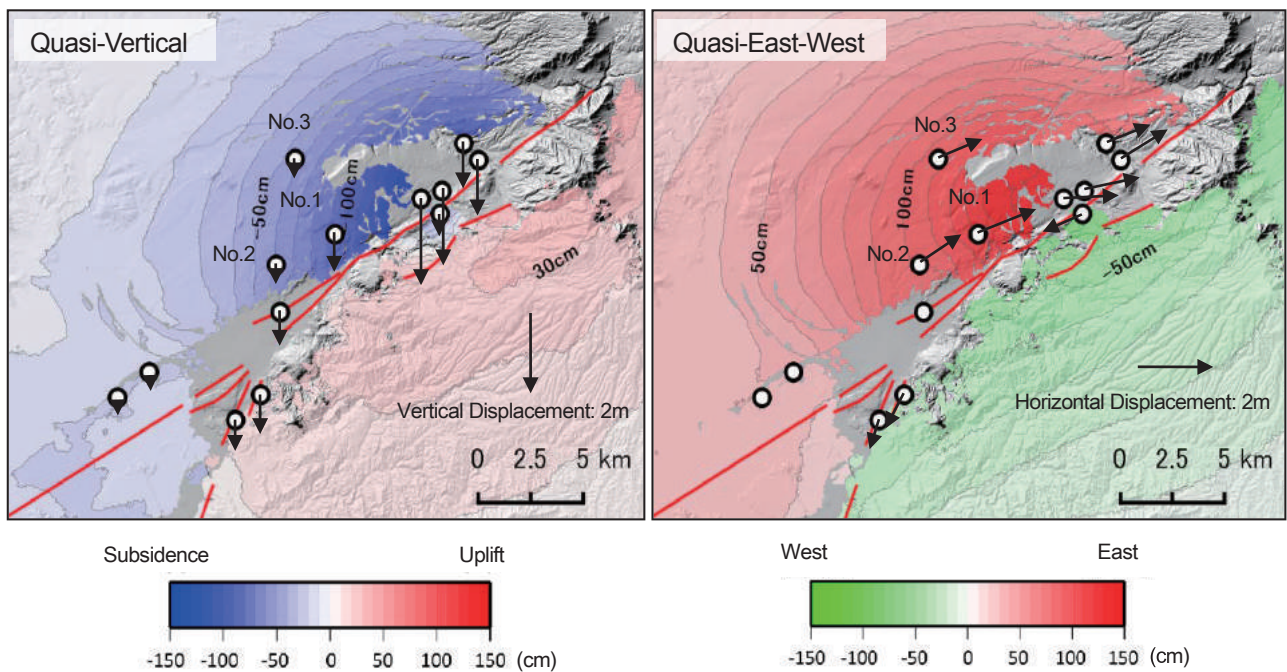 Quasi-Vertical
No.3
No.1
-50cm
100cm
No.2
30cm
Vertical Displacement: 2m
0 2.5 5 km
Quasi-East-West
No.3
No.1
100cm
No.2
50cm
-50cm
Horizontal Displacement: 2m
0 2.5 5 km
Subsidence Uplift
-150 -100 -50 0 50 100 150 (cm)
West East
-150 -100 -50 0 50 100 150 (cm)